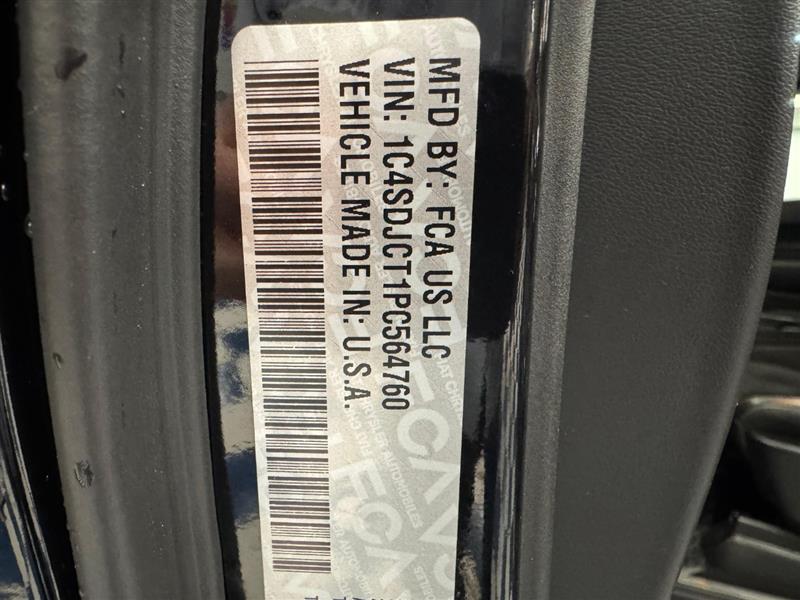 MFD BY: FCA US LLC
VIN: 1C4SDJCT1PC564760
VEHICLE MADE IN: U.S.A.